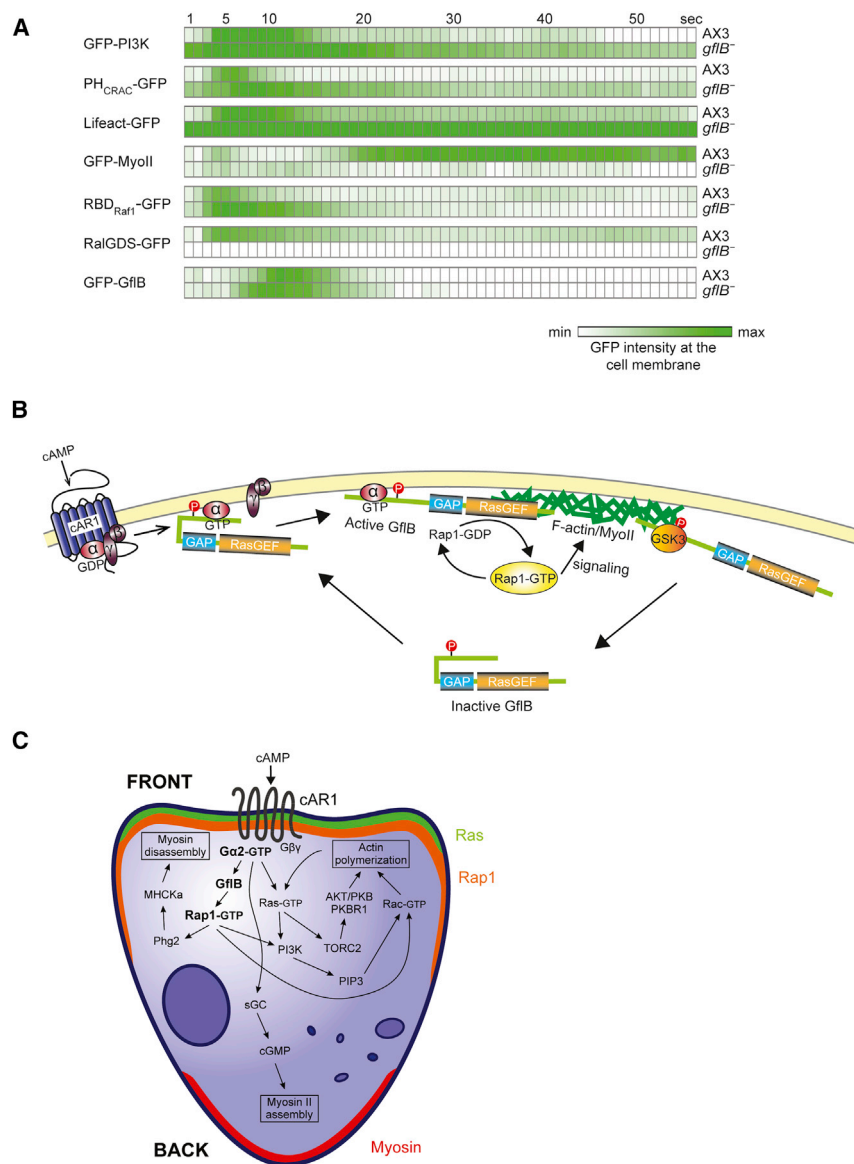 A
1 5 10 20 30 40 50 sec
GFP-PI3K AX3
gflB–
PHCRAC-GFP AX3
gflB–
Lifeact-GFP AX3
gflB–
GFP-MyoII AX3
gflB–
RBDRaf1-GFP AX3
gflB–
RalGDS-GFP AX3
gflB–
GFP-GflB AX3
gflB–
min max
GFP intensity at the
cell membrane
B
cAMP
cAR1
α
β
γ
GDP
P
α
GTP
GAP RasGEF
γ
β
α
GTP
P
Active GflB
GAP RasGEF
Rap1-GDP
Rap1-GTP
signaling
F-actin/MyoII
P
GSK3
GAP RasGEF
P
GAP RasGEF
Inactive GflB
C
cAMP
FRONT
cAR1
Ras
Rap1
Myosin
disassembly
Gα2-GTP
Gβγ
Actin
polymerization
GflB
MHCKa
Ras-GTP
AKT/PKB
PKBR1
Rac-GTP
Rap1-GTP
Phg2
PI3K
TORC2
PIP3
sGC
cGMP
Myosin II
assembly
BACK
Myosin